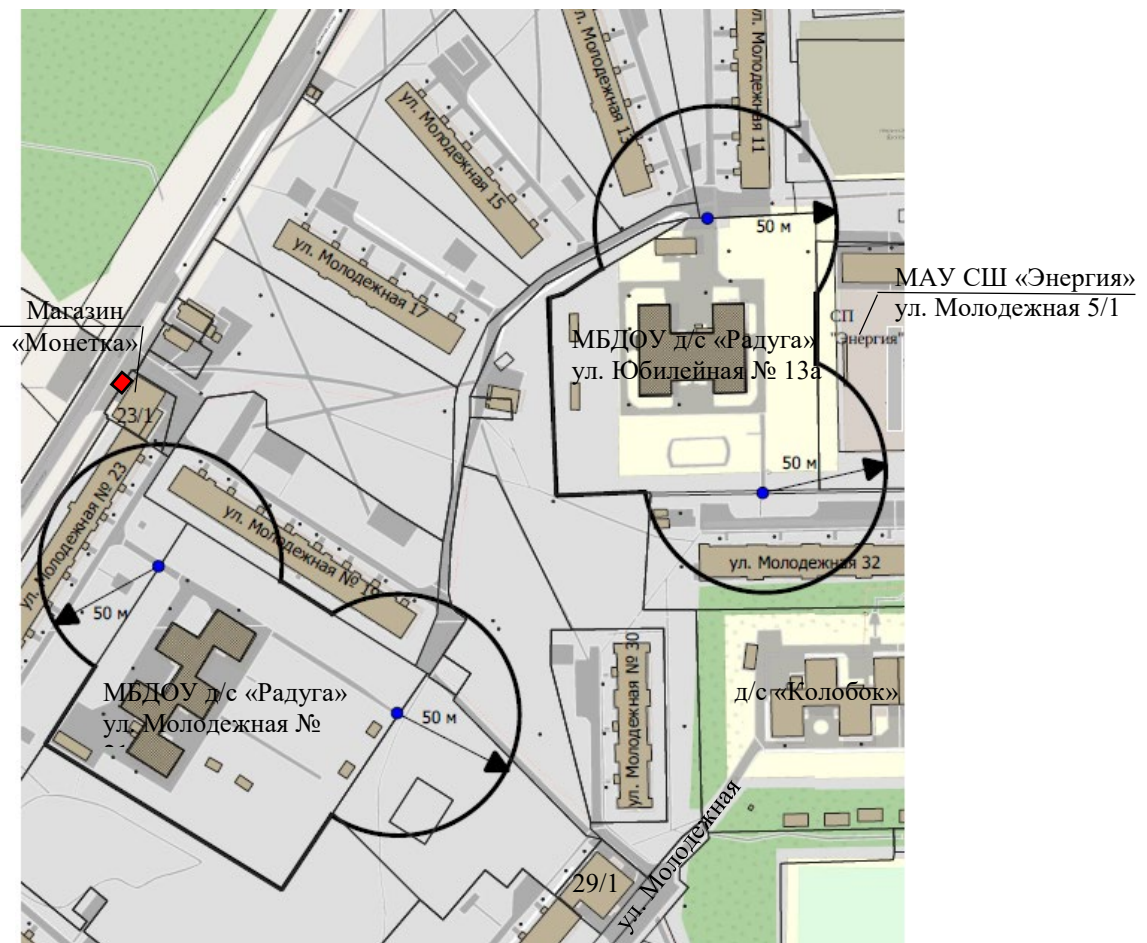 ул. Молодежная 13
ул. Молодежная 11
ул. Молодежная 15
50 м
ул. Молодежная 17
МАУ СШ «Энергия»
ул. Молодежная 5/1
СП
"Энергия"
Магазин
«Монетка»
МБДОУ д/с «Радуга»
ул. Юбилейная № 13а
23/1
50 м
ул. Молодежная № 23
ул. Молодежная № 19
ул. Молодежная 32
50 м
ул. Молодежная № 30
МБДОУ д/с «Радуга»
ул. Молодежная №
50 м
д/с «Колобок»
ул. Молодежная
29/1